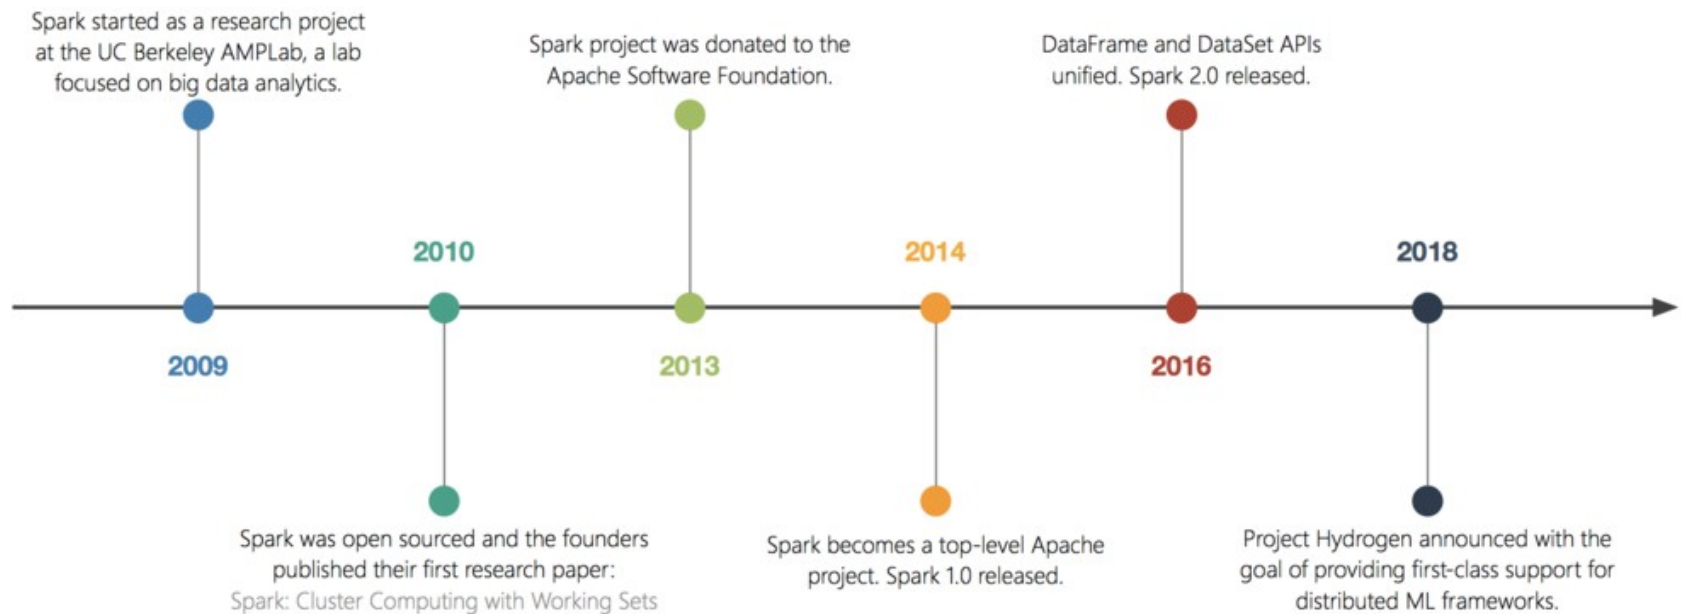 Spark started as a research project
at the UC Berkeley AMPLab, a lab
focused on big data analytics.
2009
2010
Spark was open sourced and the founders
published their first research paper:
Spark: Cluster Computing with Working Sets
Spark project was donated to the
Apache Software Foundation.
2013
2014
Spark becomes a top-level Apache
project. Spark 1.0 released.
DataFrame and DataSet APIs
unified. Spark 2.0 released.
2016
2018
Project Hydrogen announced with the
goal of providing first-class support for
distributed ML frameworks.